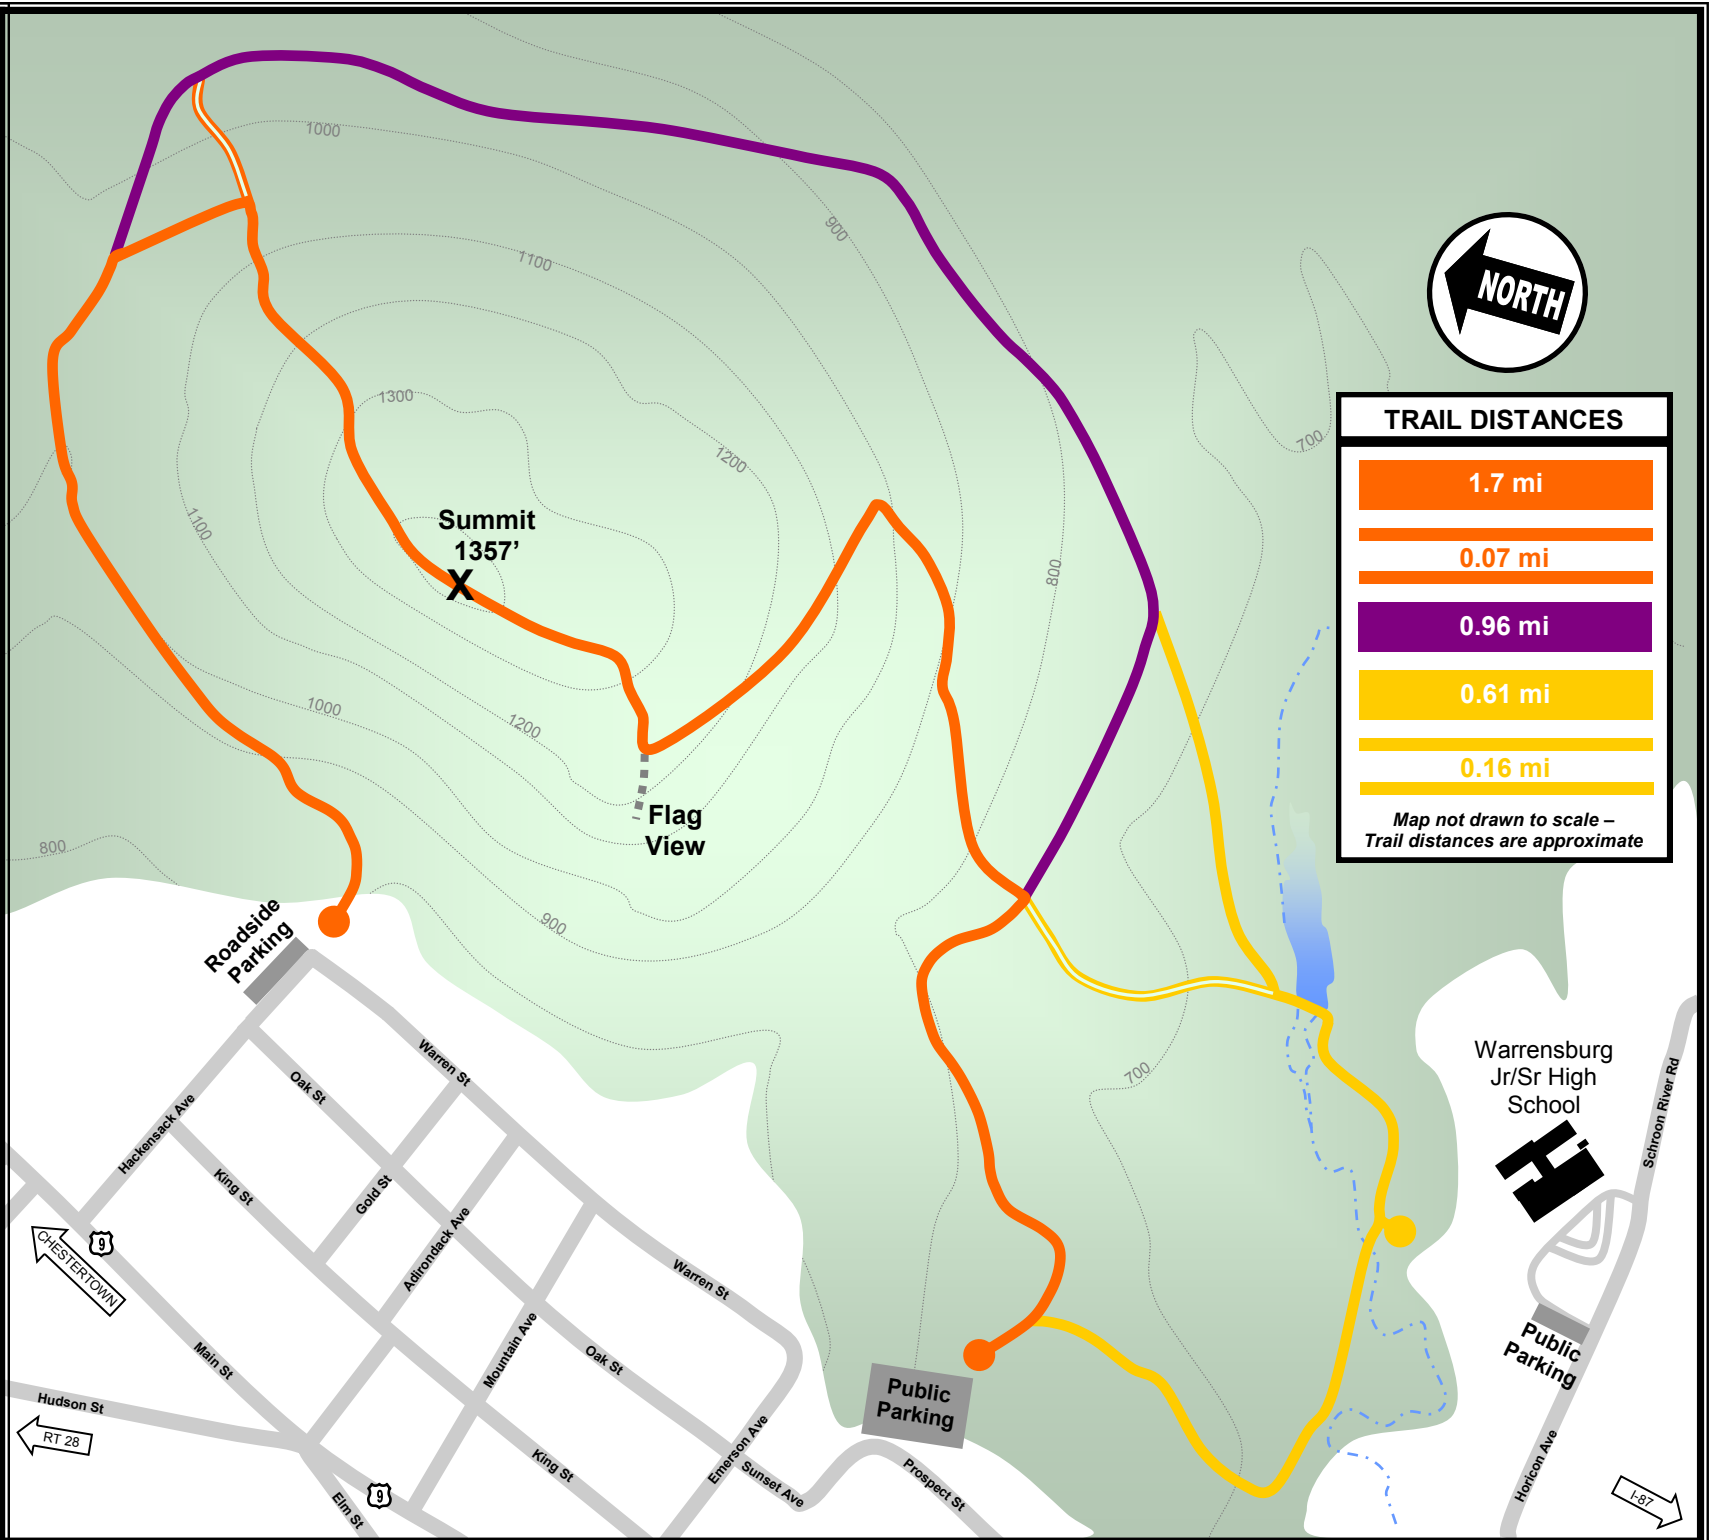 1000
900
1100
NORTH
TRAIL DISTANCES
1.7 mi
0.07 mi
0.96 mi
0.61 mi
0.16 mi
Map not drawn to scale –
Trail distances are approximate
1300
700
1200
1100
Summit
1357’
X
800
1000
1200
Flag
View
800
900
Roadside
Parking
700
Warrensburg
Jr/Sr High
School
Schroon River Rd
Warren St
Oak St
Hackensack Ave
King St
Gold St
Adirondack Ave
9
CHESTERTOWN
Warren St
Main St
Mountain Ave
Oak St
Public
Parking
Public
Parking
Hudson St
RT 28
King St
Emerson Ave
Sunset Ave
Prospect St
Horicon Ave
9
Elm St
I-87